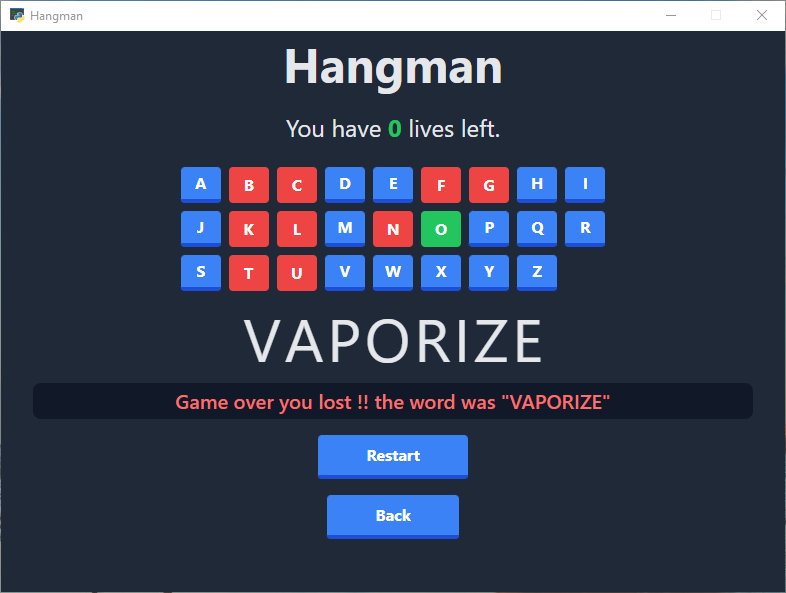 Hangman
Hangman
You have 0 lives left.
A B C D E F G H I
J K L M N O P Q R
S T U V W X Y Z
VAPORIZE
Game over you lost !! the word was "VAPORIZE"
Restart
Back